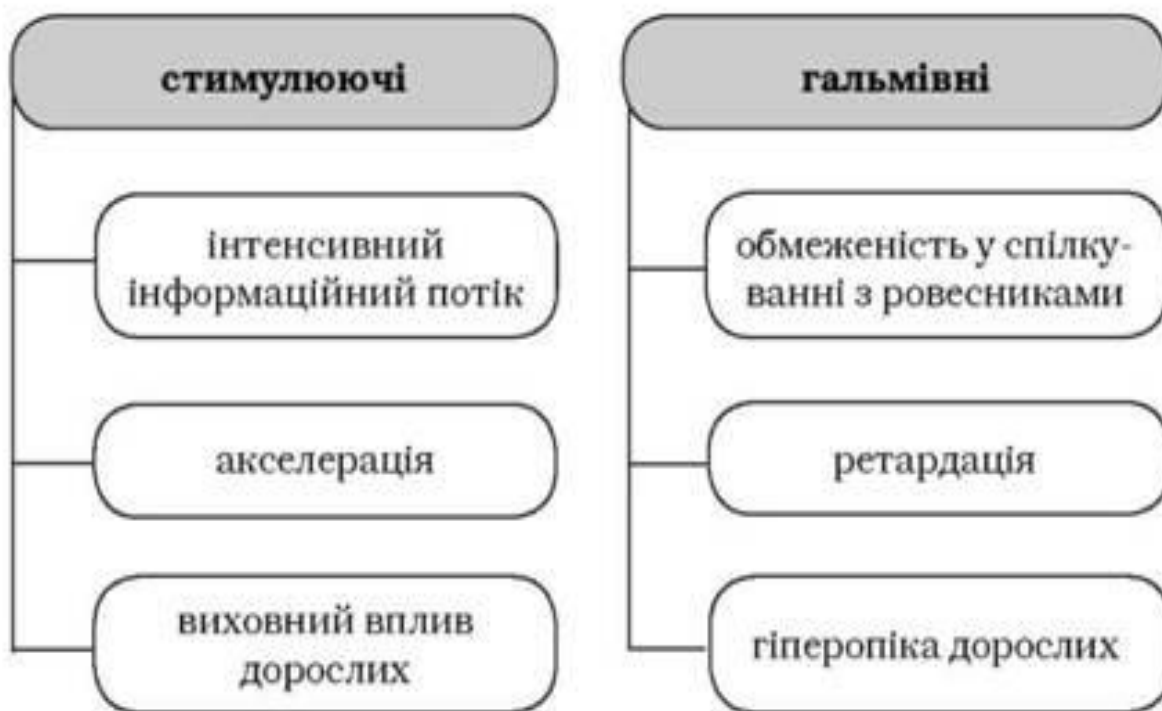 стимулюючі
інтенсивний
інформаційний потік
акселерація
виховний вплив
дорослих
гальмівні
обмеженість у спілку-
ванні з ровесниками
ретардація
гіперопіка дорослих